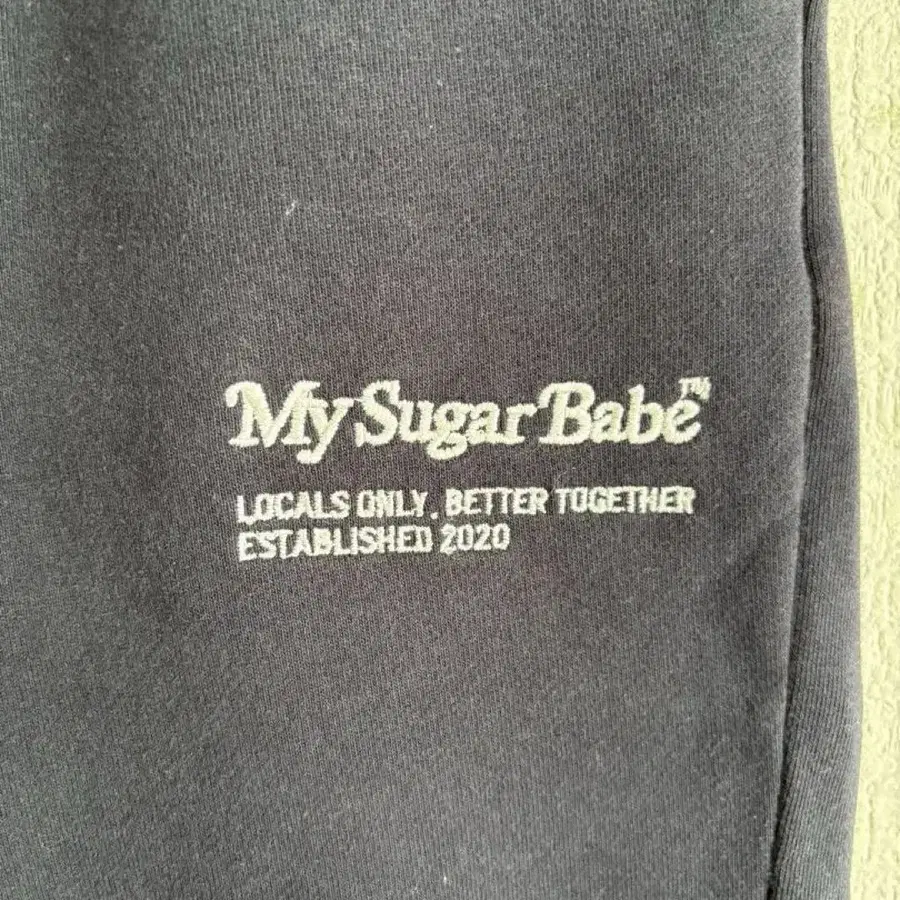 My Sugar Babe™
LOCALS ONLY. BETTER TOGETHER
ESTABLISHED 2020